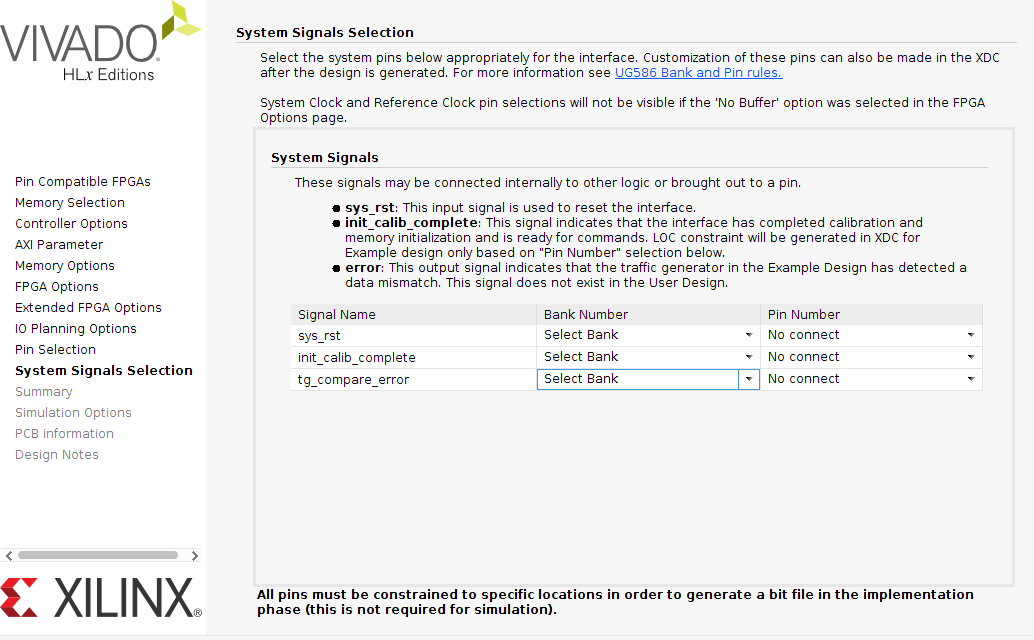 VIVADO.
HLx Editions
Pin Compatible FPGAs
Memory Selection
Controller Options
AXI Parameter
Memory Options
FPGA Options
Extended FPGA Options
IO Planning Options
Pin Selection
System Signals Selection
Summary
Simulation Options
PCB information
Design Notes
XILINX®
System Signals Selection
Select the system pins below appropriately for the interface. Customization of these pins can also be made in the XDC
after the design is generated. For more information see UG586 Bank and Pin rules.
System Clock and Reference Clock pin selections will not be visible if the 'No Buffer' option was selected in the FPGA
Options page.
System Signals
These signals may be connected internally to other logic or brought out to a pin.
● sys_rst: This input signal is used to reset the interface.
● init_calib_complete: This signal indicates that the interface has completed calibration and
memory initialization and is ready for commands. LOC constraint will be generated in XDC for
Example design only based on "Pin Number" selection below.
● error: This output signal indicates that the traffic generator in the Example Design has detected a
data mismatch. This signal does not exist in the User Design.
Signal Name Bank Number Pin Number
sys_rst Select Bank No connect
init_calib_complete Select Bank No connect
tg_compare_error Select Bank No connect
All pins must be constrained to specific locations in order to generate a bit file in the implementation
phase (this is not required for simulation).